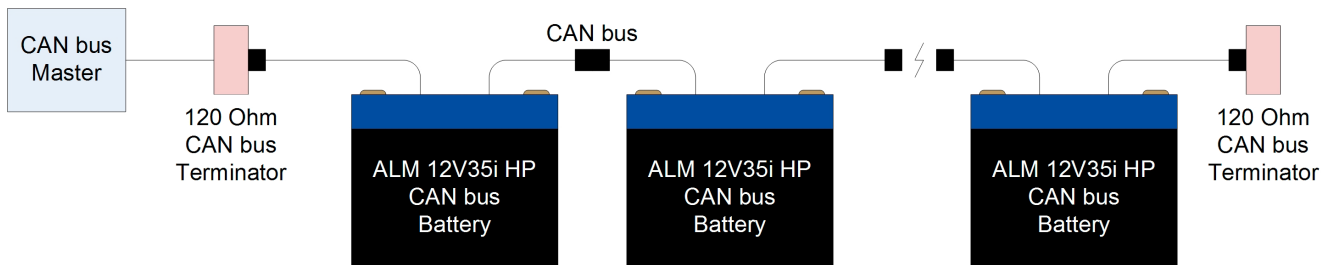 CAN bus
Master
120 Ohm
CAN bus
Terminator
CAN bus
ALM 12V35i HP
CAN bus
Battery
ALM 12V35i HP
CAN bus
Battery
ALM 12V35i HP
CAN bus
Battery
120 Ohm
CAN bus
Terminator